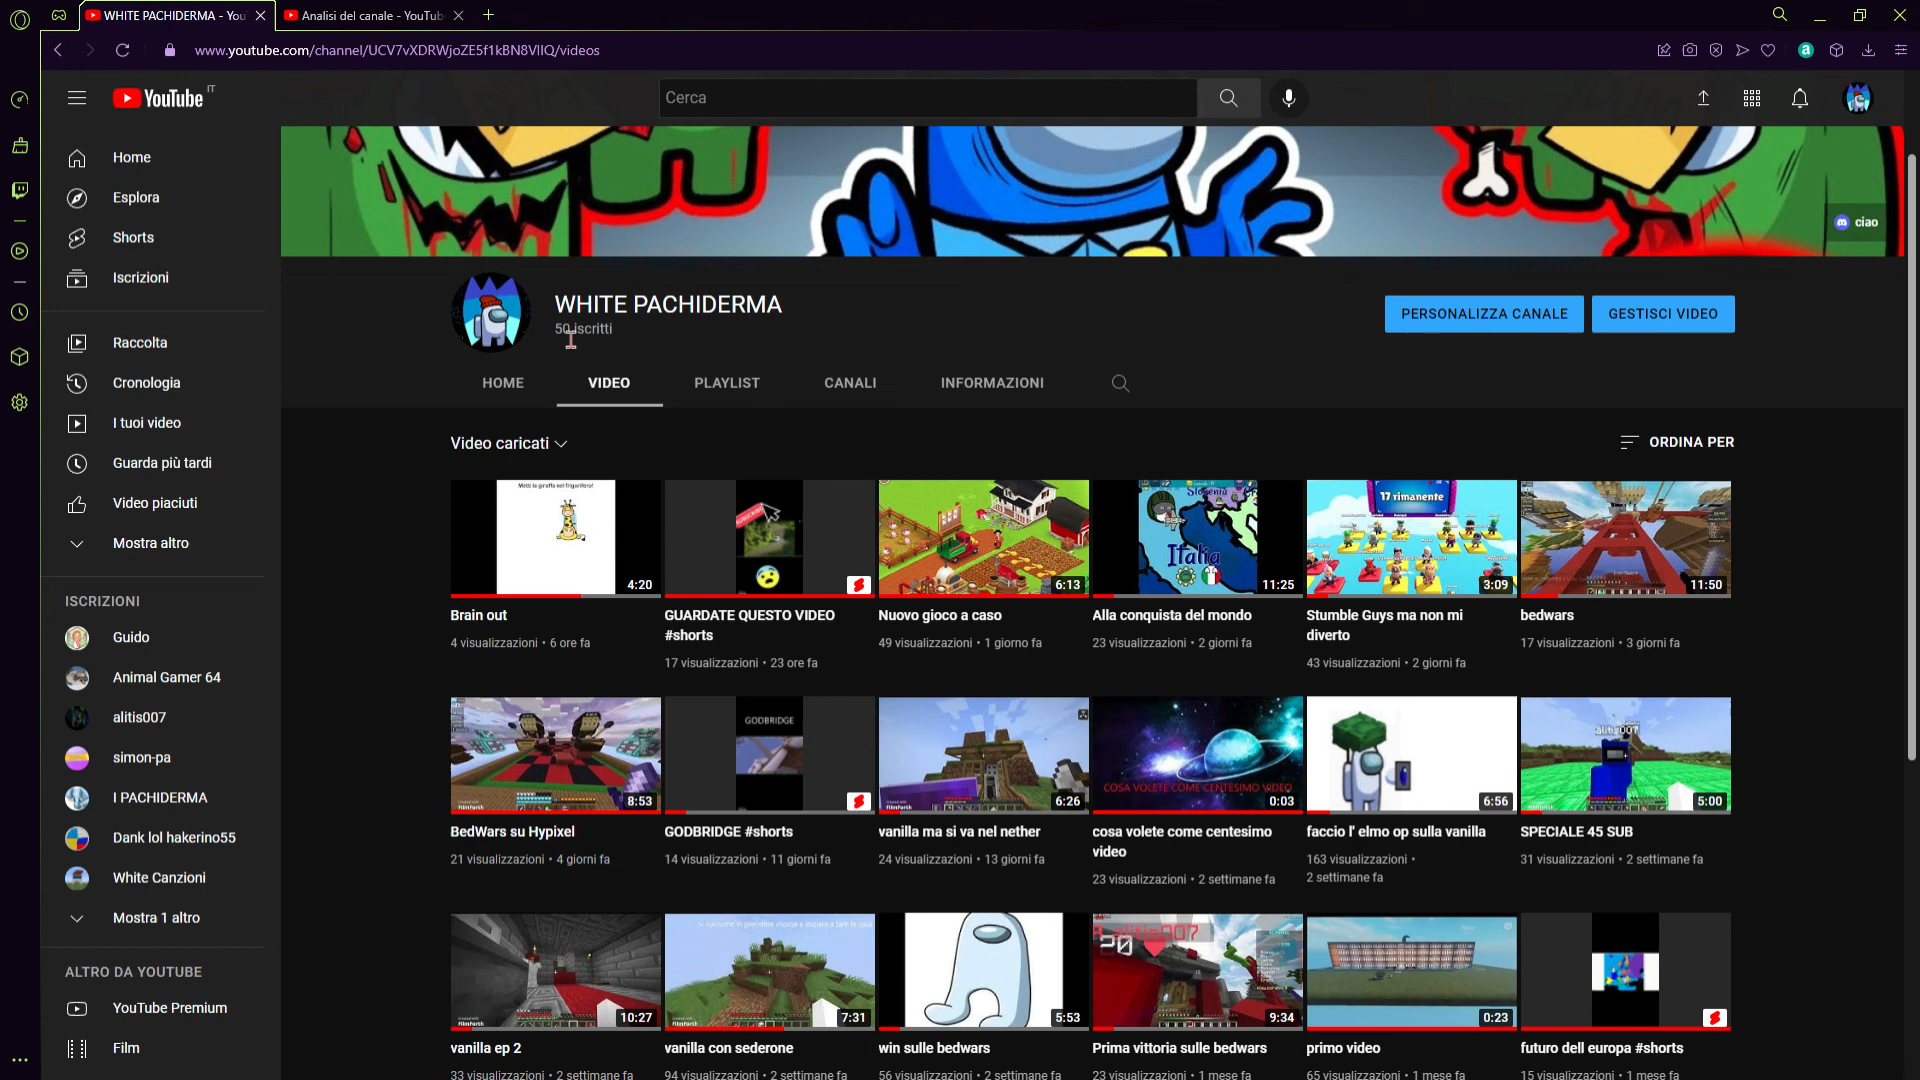 WHITE PACHIDERMA - You
Analisi del canale - YouTub
www.youtube.com/channel/UCV7vXDRWjoZE5f1kBN8VIIQ/videos
YouTube IT
Cerca
Home
Esplora
Shorts
Iscrizioni
Raccolta
Cronologia
I tuoi video
Guarda più tardi
Video piaciuti
Mostra altro
ISCRIZIONI
Guido
Animal Gamer 64
alitis007
simon-pa
I PACHIDERMA
Dank lol hakerino55
White Canzioni
Mostra 1 altro
ALTRO DA YOUTUBE
YouTube Premium
Film
ciao
WHITE PACHIDERMA
50 iscritti
PERSONALIZZA CANALE
GESTISCI VIDEO
HOME
VIDEO
PLAYLIST
CANALI
INFORMAZIONI
Video caricati
ORDINA PER
Metti la giraffa nel frigorifero!
4:20
Brain out
4 visualizzazioni • 6 ore fa
GUARDATE QUESTO VIDEO
#shorts
17 visualizzazioni • 23 ore fa
6:13
Nuovo gioco a caso
49 visualizzazioni • 1 giorno fa
Slovenia
Italia
11:25
Alla conquista del mondo
23 visualizzazioni • 2 giorni fa
17 rimanente
3:09
Stumble Guys ma non mi
diverto
43 visualizzazioni • 2 giorni fa
11:50
bedwars
17 visualizzazioni • 3 giorni fa
8:53
BedWars su Hypixel
21 visualizzazioni • 4 giorni fa
GODBRIDGE
GODBRIDGE #shorts
14 visualizzazioni • 11 giorni fa
6:26
vanilla ma si va nel nether
24 visualizzazioni • 13 giorni fa
COSA VOLETE COME CENTESIMO VIDEO
0:03
cosa volete come centesimo
video
23 visualizzazioni • 2 settimane fa
6:56
faccio l' elmo op sulla vanilla
163 visualizzazioni •
2 settimane fa
alitis007
5:00
SPECIALE 45 SUB
31 visualizzazioni • 2 settimane fa
FilmForth
10:27
vanilla ep 2
33 visualizzazioni • 2 settimane fa
FilmForth
7:31
vanilla con sederone
94 visualizzazioni • 2 settimane fa
5:53
win sulle bedwars
56 visualizzazioni • 2 settimane fa
alitis007
20
9:34
Prima vittoria sulle bedwars
23 visualizzazioni • 1 mese fa
0:23
primo video
65 visualizzazioni • 1 mese fa
futuro dell europa #shorts
15 visualizzazioni • 1 mese fa